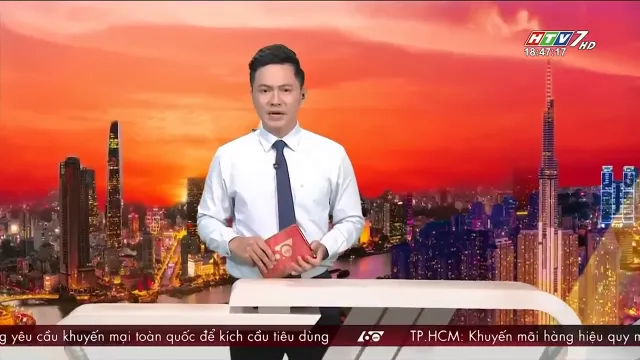 HTV7 HD
18:47:17
g yêu cầu khuyến mại toàn quốc để kích cầu tiêu dùng 60 TP.HCM: Khuyến mãi hàng hiệu quy m